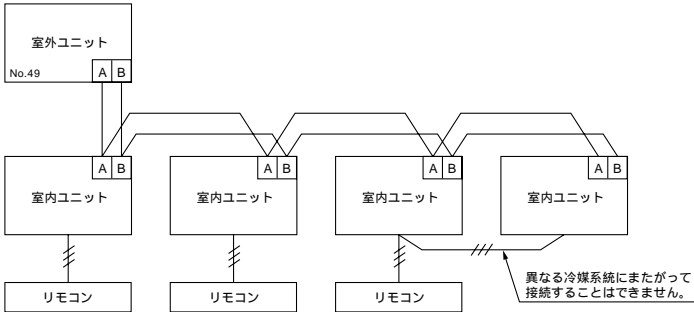 室外ユニット
No.49
A B
A B
A B
A B
A B
室内ユニット
室内ユニット
室内ユニット
室内ユニット
異なる冷媒系統にまたがって
接続することはできません。
リモコン
リモコン
リモコン